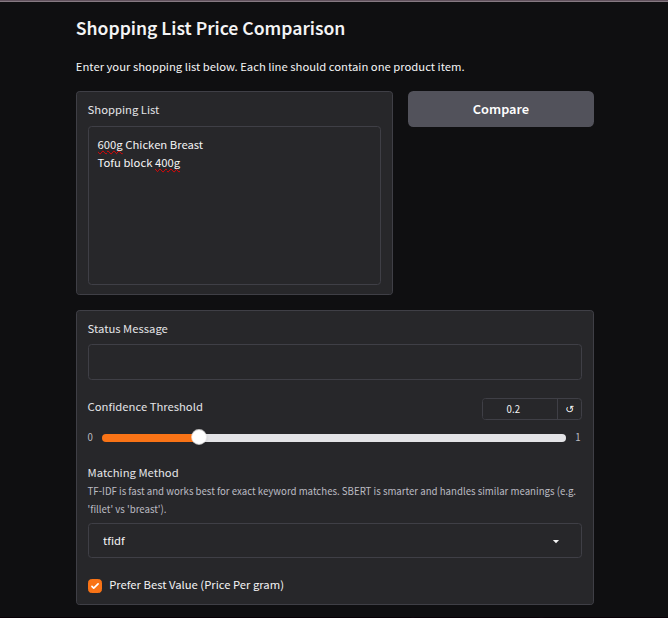 Shopping List Price Comparison
Enter your shopping list below. Each line should contain one product item.
Shopping List
Compare
600g Chicken Breast
Tofu block 400g
Status Message
Confidence Threshold
0.2
↺
0
1
Matching Method
TF-IDF is fast and works best for exact keyword matches. SBERT is smarter and handles similar meanings (e.g.
'fillet' vs 'breast').
tfidf
Prefer Best Value (Price Per gram)